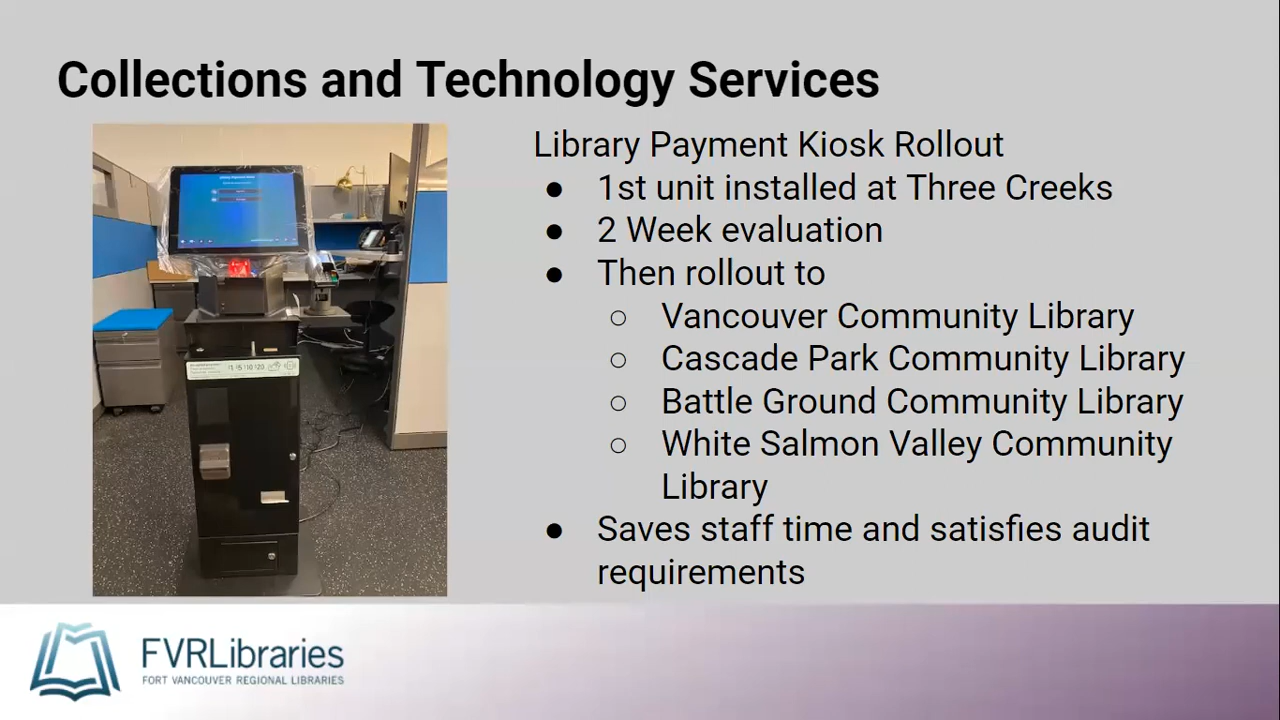 Collections and Technology Services
Library Payment Kiosk Rollout
● 1st unit installed at Three Creeks
● 2 Week evaluation
● Then rollout to
○ Vancouver Community Library
○ Cascade Park Community Library
○ Battle Ground Community Library
○ White Salmon Valley Community
Library
● Saves staff time and satisfies audit
requirements
FVRLibraries
FORT VANCOUVER REGIONAL LIBRARIES